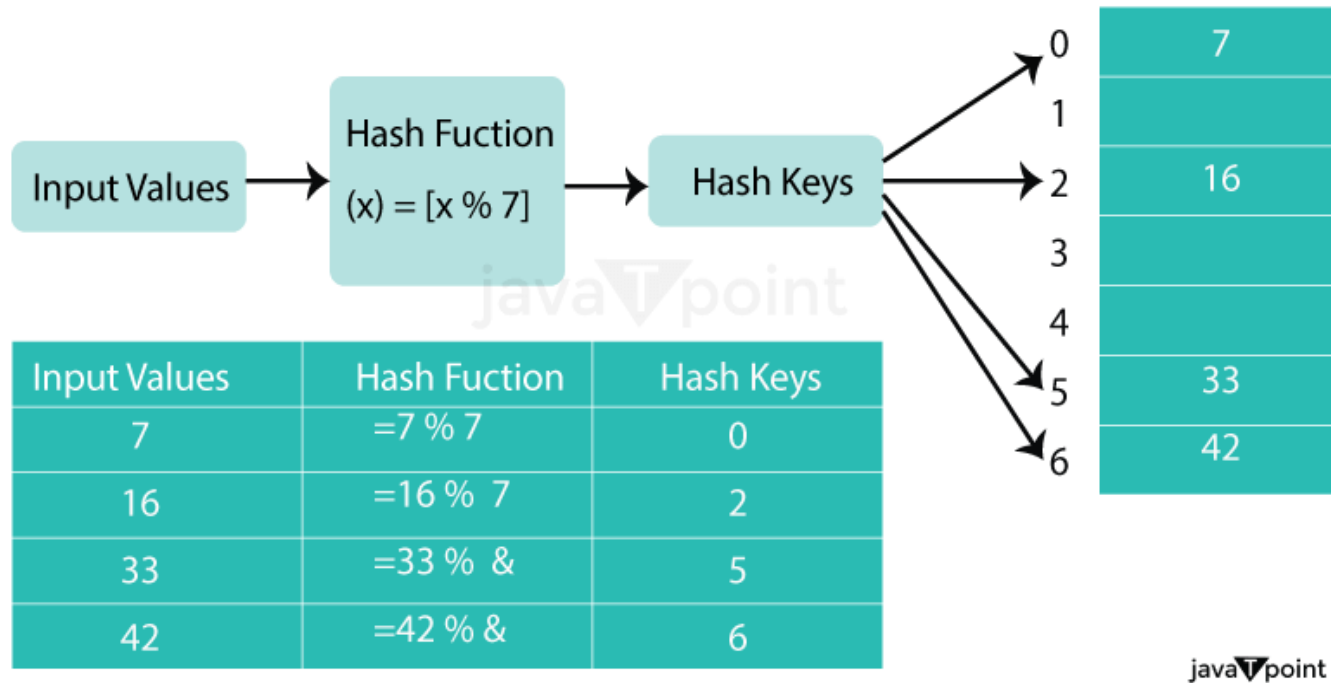 Input Values
Hash Fuction
(x) = [x % 7]
Hash Keys
0 7
1
2 16
3
4
5 33
6 42
javaTpoint
Input Values Hash Fuction Hash Keys
7 =7 % 7 0
16 =16 % 7 2
33 =33 % & 5
42 =42 % & 6
javaTpoint